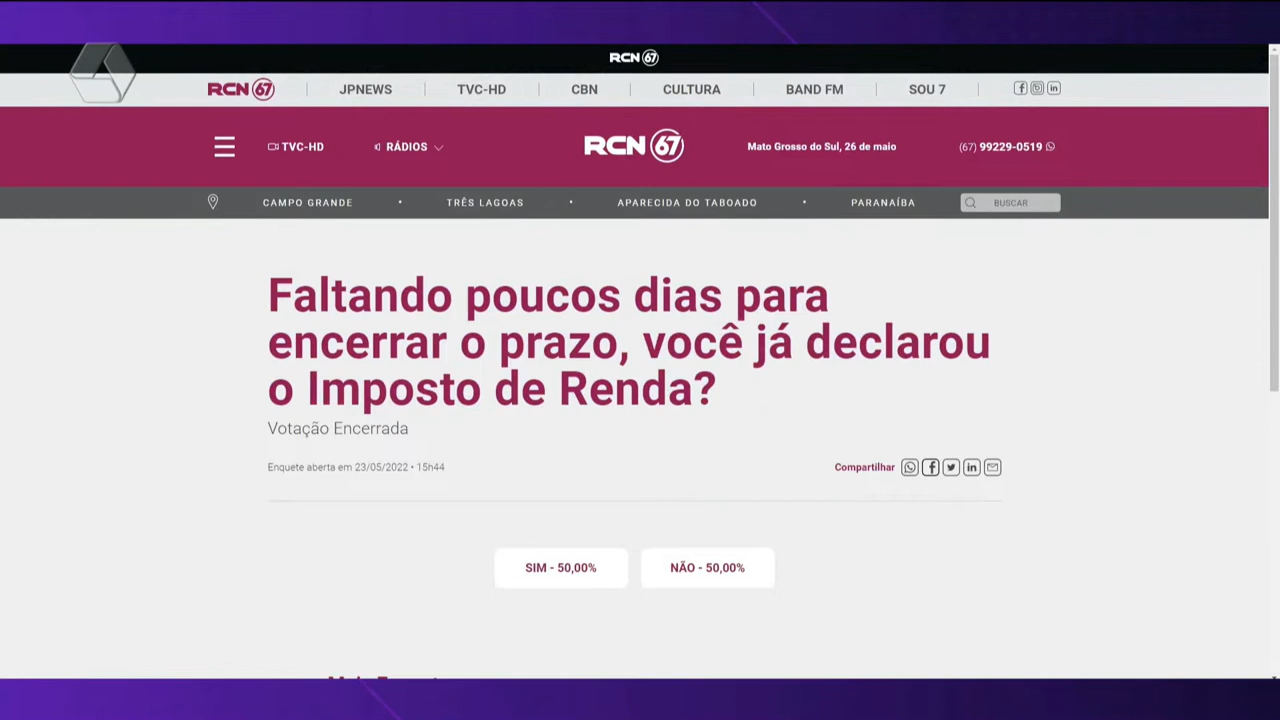 RCN 67
RCN 67 JPNEWS TVC-HD CBN CULTURA BAND FM SOU 7
TVC-HD RÁDIOS RCN 67 Mato Grosso do Sul, 26 de maio (67) 99229-0519
CAMPO GRANDE • TRÊS LAGOAS • APARECIDA DO TABOADO • PARANAÍBA BUSCAR
Faltando poucos dias para
encerrar o prazo, você já declarou
o Imposto de Renda?
Votação Encerrada
Enquete aberta em 23/05/2022 • 15h44 Compartilhar
SIM - 50,00% NÃO - 50,00%